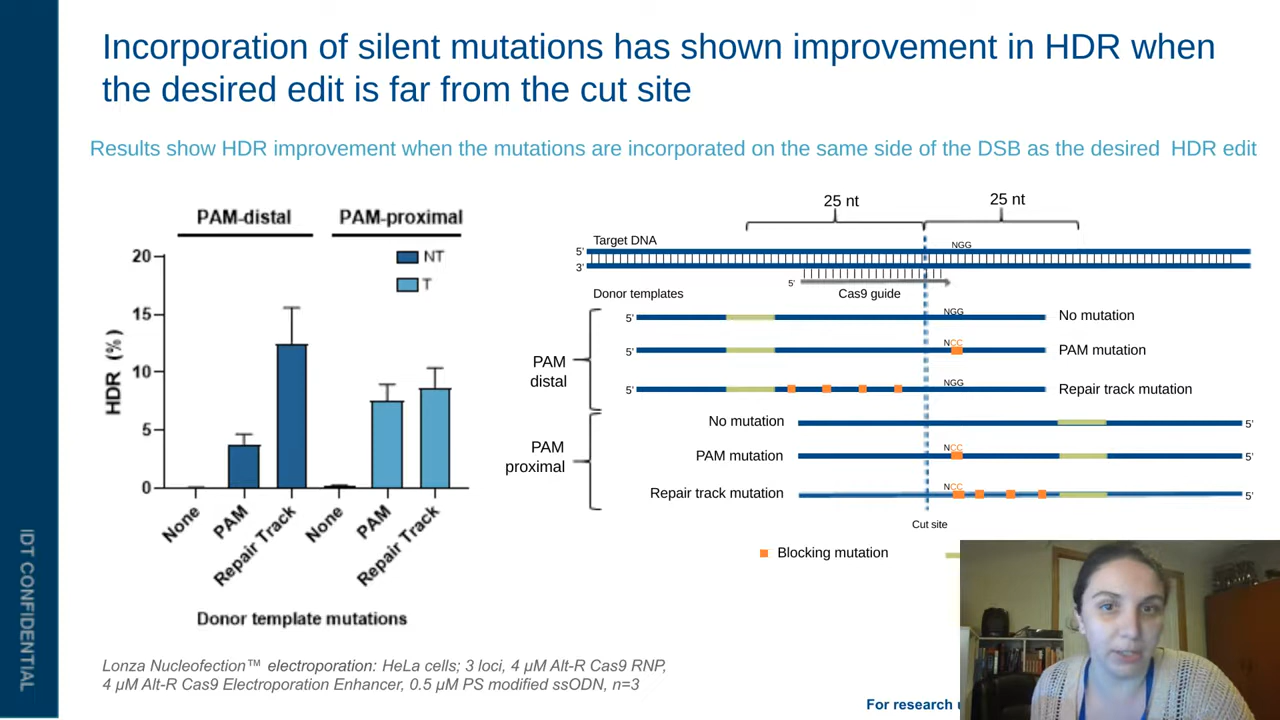 Incorporation of silent mutations has shown improvement in HDR when
the desired edit is far from the cut site
Results show HDR improvement when the mutations are incorporated on the same side of the DSB as the desired HDR edit
PAM-distal
PAM-proximal
NT
T
20
15
10
5
0
HDR (%)
None
PAM
Repair Track
None
PAM
Repair Track
Donor template mutations
25 nt
25 nt
Target DNA
NGG
5'
3'
5'
Cas9 guide
Donor templates
PAM
distal
5'
NGG
No mutation
5'
NCC
PAM mutation
5'
NGG
Repair track mutation
PAM
proximal
No mutation
5'
PAM mutation
NCC
5'
Repair track mutation
NCC
5'
Cut site
Blocking mutation
Lonza Nucleofection™ electroporation: HeLa cells; 3 loci, 4 µM Alt-R Cas9 RNP,
4 µM Alt-R Cas9 Electroporation Enhancer, 0.5 µM PS modified ssODN, n=3
For research
IDT CONFIDENTIAL